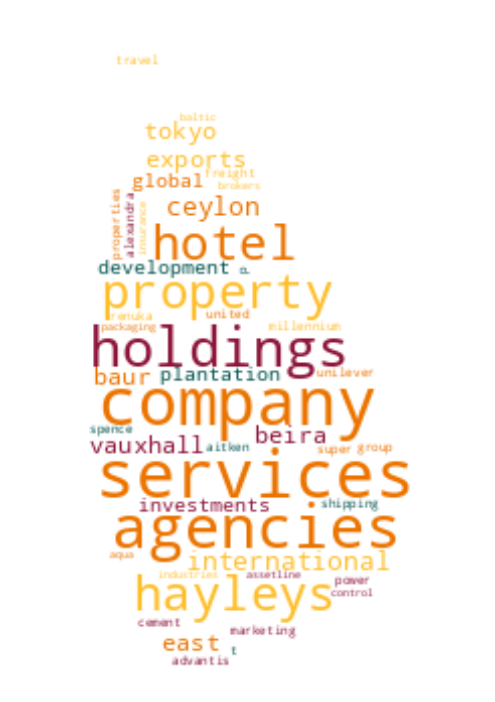 travel
baltic
tokyo
exports
freight
global
brokers
properties
alexandra
insurance
ceylon
hotel
development
property
renuka
united
packaging
millennium
holdings
baur
plantation
unilever
company
spence
vauxhall
aitken
beira
super
group
services
investments
shipping
agencies
aqua
international
industries
assetline
power
hayleys
control
cement
marketing
east
t
advantis